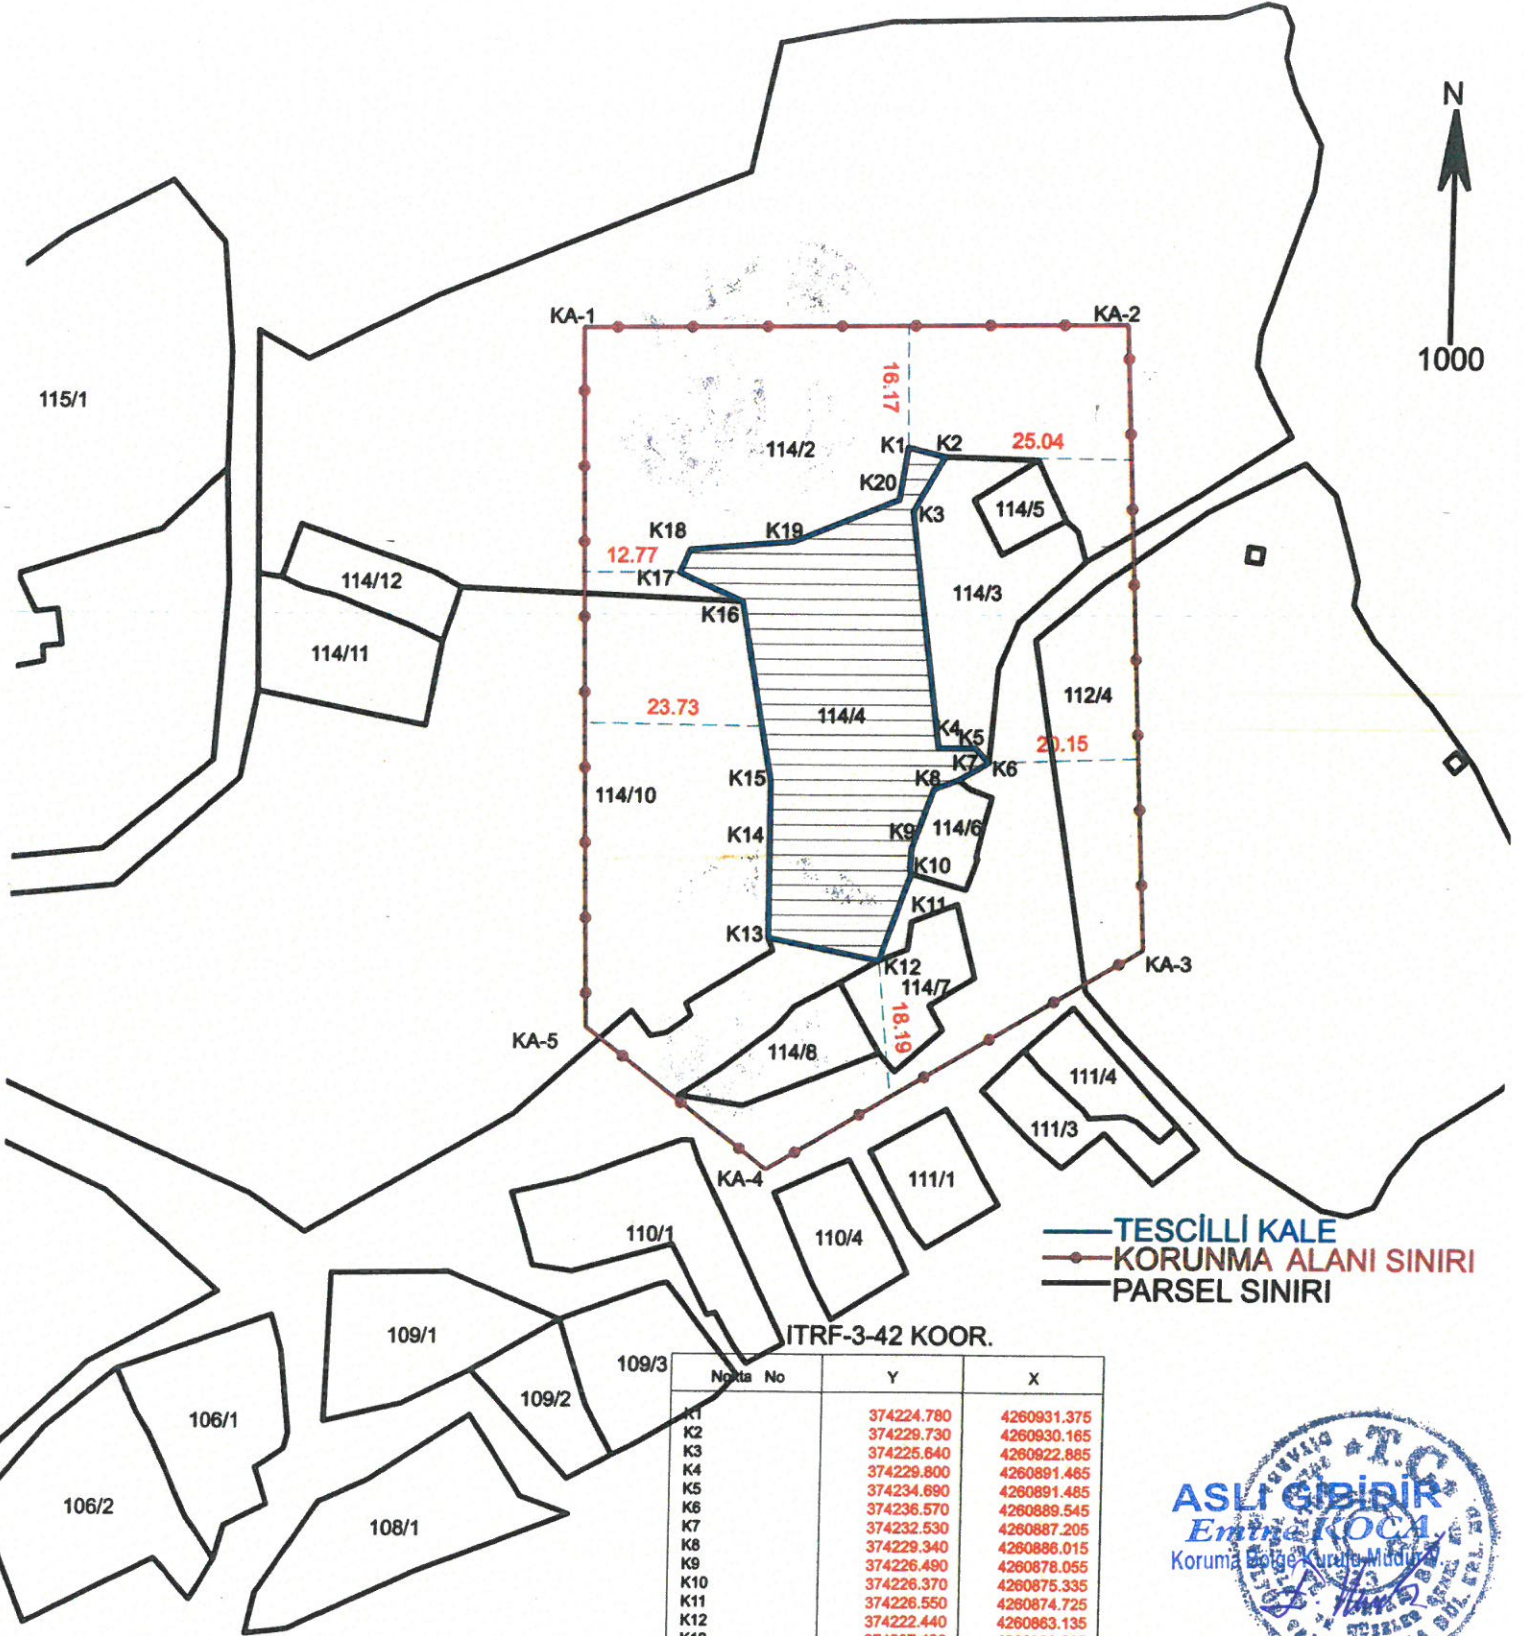 N
1000
KA-1
KA-2
16.17
115/1
114/2
K1
K2
25.04
K20
K3
114/5
K18
K19
12.77
K17
114/12
114/3
K16
114/11
112/4
23.73
114/4
K4
K5
20.15
K7
K6
K15
K8
114/10
K14
K9
114/6
K10
K11
K13
K12
KA-3
114/7
18.19
KA-5
114/8
111/4
111/3
KA-4
111/1
110/1
110/4
TESCİLLİ KALE
KORUNMA ALANI SINIRI
PARSEL SINIRI
109/1
109/3
109/2
106/1
106/2
108/1
ITRF-3-42 KOOR.
Nokta No Y X
K1 374224.780 4260931.375
K2 374229.730 4260930.165
K3 374225.640 4260922.885
K4 374229.800 4260891.465
K5 374234.690 4260891.485
K6 374236.570 4260889.545
K7 374232.530 4260887.205
K8 374229.340 4260886.015
K9 374226.490 4260878.055
K10 374226.370 4260875.335
K11 374226.550 4260874.725
K12 374222.440 4260863.135
T.C.
ASLI GİBİDİR
Emine KOCA
Koruma Bölge Kurulu Müdürü